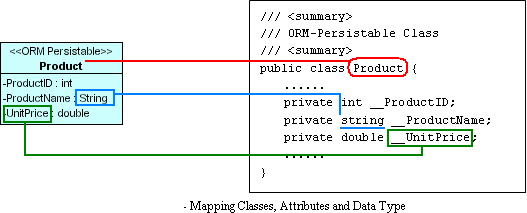 <<ORM Persistable>>
Product
-ProductID : int
-ProductName : String
-UnitPrice : double
/// <summary>
/// ORM-Persistable Class
/// <summary>
public class Product {
......
private int __ProductID;
private string __ProductName;
private double __UnitPrice;
......
}
- Mapping Classes, Attributes and Data Type